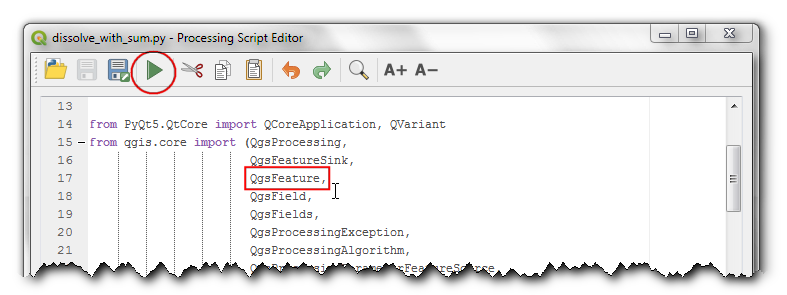 dissolve_with_sum.py - Processing Script Editor
A+ A−
13
14 from PyQt5.QtCore import QCoreApplication, QVariant
15 from qgis.core import (QgsProcessing,
16 QgsFeatureSink,
17 QgsFeature,
18 QgsField,
19 QgsFields,
20 QgsProcessingException,
21 QgsProcessingAlgorithm,